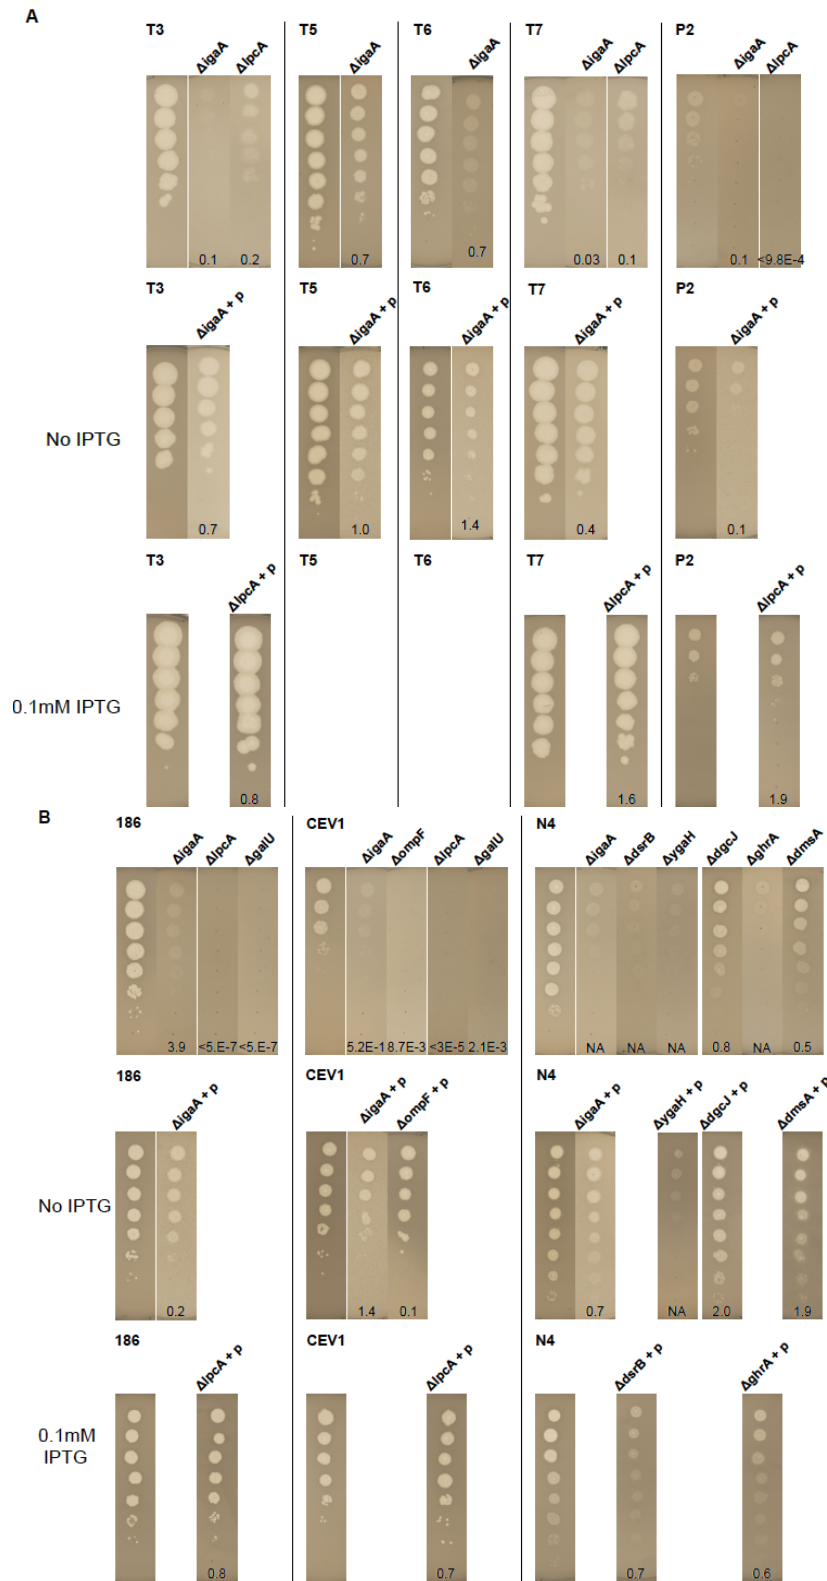 A
T3 T5 T6 T7 P2
ΔigaA ΔlpcA ΔigaA ΔigaA ΔigaA ΔlpcA ΔigaA ΔlpcA
0.1 0.2 0.7 0.7 0.03 0.1 0.1 <9.8E-4
T3 T5 T6 T7 P2
ΔigaA + p ΔigaA + p ΔigaA + p ΔigaA + p ΔigaA + p
No IPTG
0.7 1.0 1.4 0.4 0.1
T3 T5 T6 T7 P2
ΔlpcA + p ΔlpcA + p ΔlpcA + p
0.1mM IPTG
0.8 1.6 1.9
B
186 CEV1 N4
ΔigaA ΔlpcA ΔgalU ΔigaA ΔompF ΔlpcA ΔgalU ΔigaA ΔdsrB ΔygaH ΔdgcJ ΔghrA ΔdmsA
3.9 <5.E-7 <5.E-7 5.2E-1 8.7E-3 <3E-5 2.1E-3 NA NA NA 0.8 NA 0.5
186 CEV1 N4
ΔigaA + p ΔigaA + p ΔompF + p ΔigaA + p ΔygaH + p ΔdgcJ + p ΔdmsA + p
No IPTG
0.2 1.4 0.1 0.7 NA 2.0 1.9
186 CEV1 N4
ΔlpcA + p ΔlpcA + p ΔdsrB + p ΔghrA + p
0.1mM
IPTG
0.8 0.7 0.7 0.6